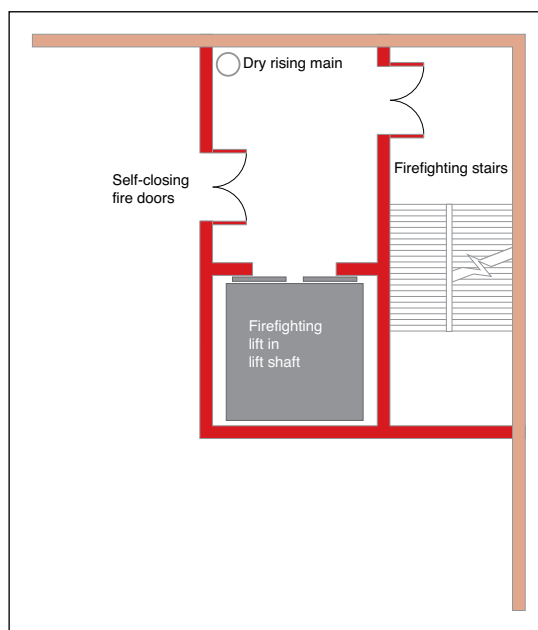 Dry rising main
Self-closing
fire doors
Firefighting stairs
Firefighting
lift in
lift shaft